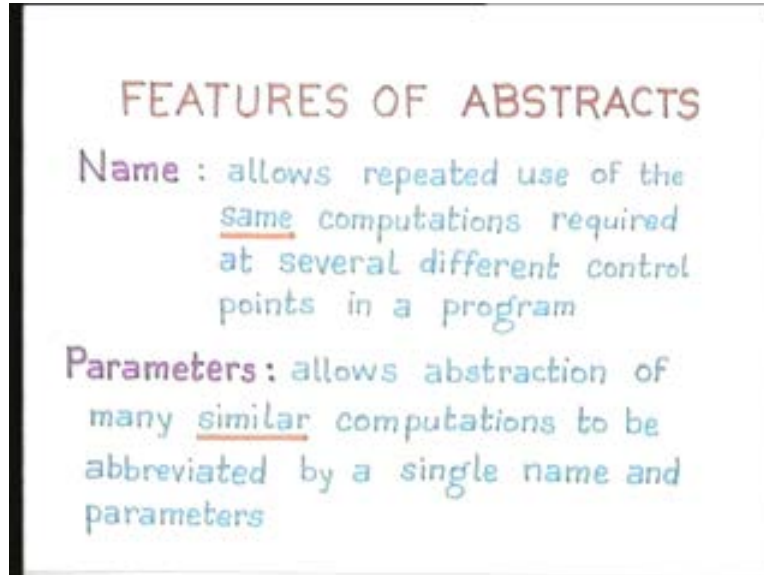 FEATURES OF ABSTRACTS
Name : allows repeated use of the
same computations required
at several different control
points in a program
Parameters : allows abstraction of
many similar computations to be
abbreviated by a single name and
parameters